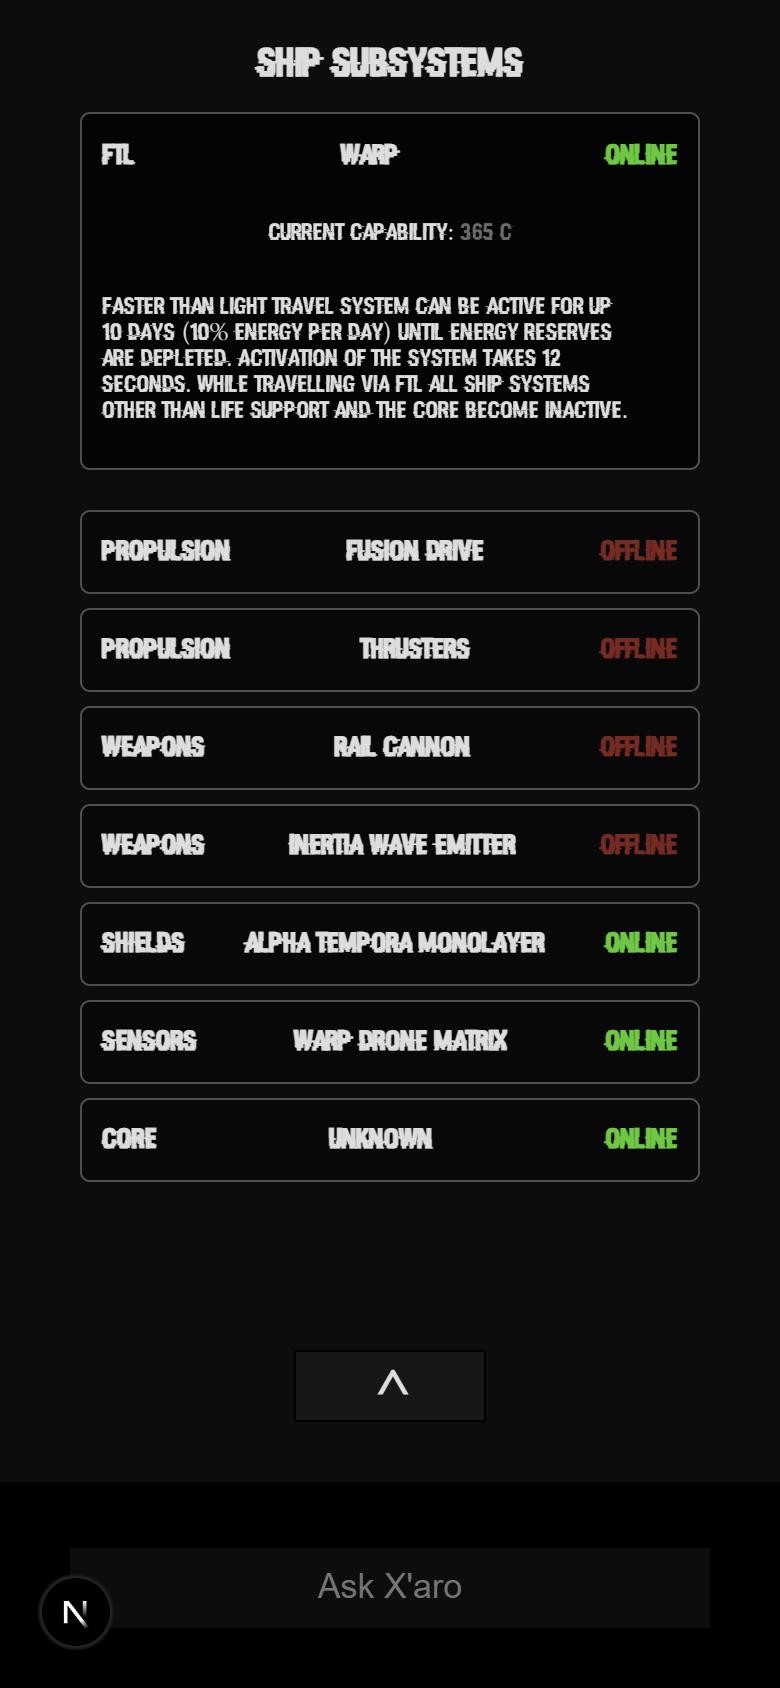 SHIP SUBSYSTEMS
FTL WARP ONLINE
CURRENT CAPABILITY: 365 C
FASTER THAN LIGHT TRAVEL SYSTEM CAN BE ACTIVE FOR UP
10 DAYS (10% ENERGY PER DAY) UNTIL ENERGY RESERVES
ARE DEPLETED. ACTIVATION OF THE SYSTEM TAKES 12
SECONDS. WHILE TRAVELLING VIA FTL ALL SHIP SYSTEMS
OTHER THAN LIFE SUPPORT AND THE CORE BECOME INACTIVE.
PROPULSION FUSION DRIVE OFFLINE
PROPULSION THRUSTERS OFFLINE
WEAPONS RAIL CANNON OFFLINE
WEAPONS INERTIA WAVE EMITTER OFFLINE
SHIELDS ALPHA TEMPORA MONOLAYER ONLINE
SENSORS WARP DRONE MATRIX ONLINE
CORE UNKNOWN ONLINE
Ask X'aro
N